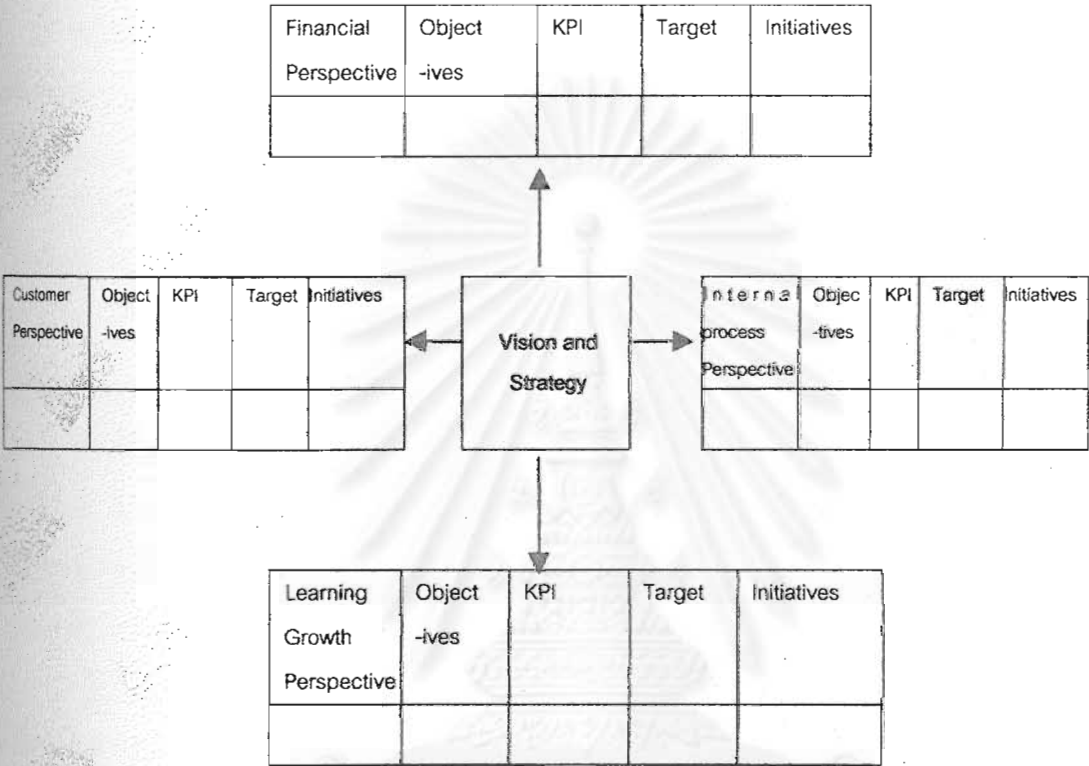 Financial Object KPI Target Initiatives
Perspective -ives
Customer Object KPI Target Initiatives
Perspective -ives
Vision and
Strategy
Interna Objec KPI Target Initiatives
process -tives
Perspective
Learning Object KPI Target Initiatives
Growth -ives
Perspective